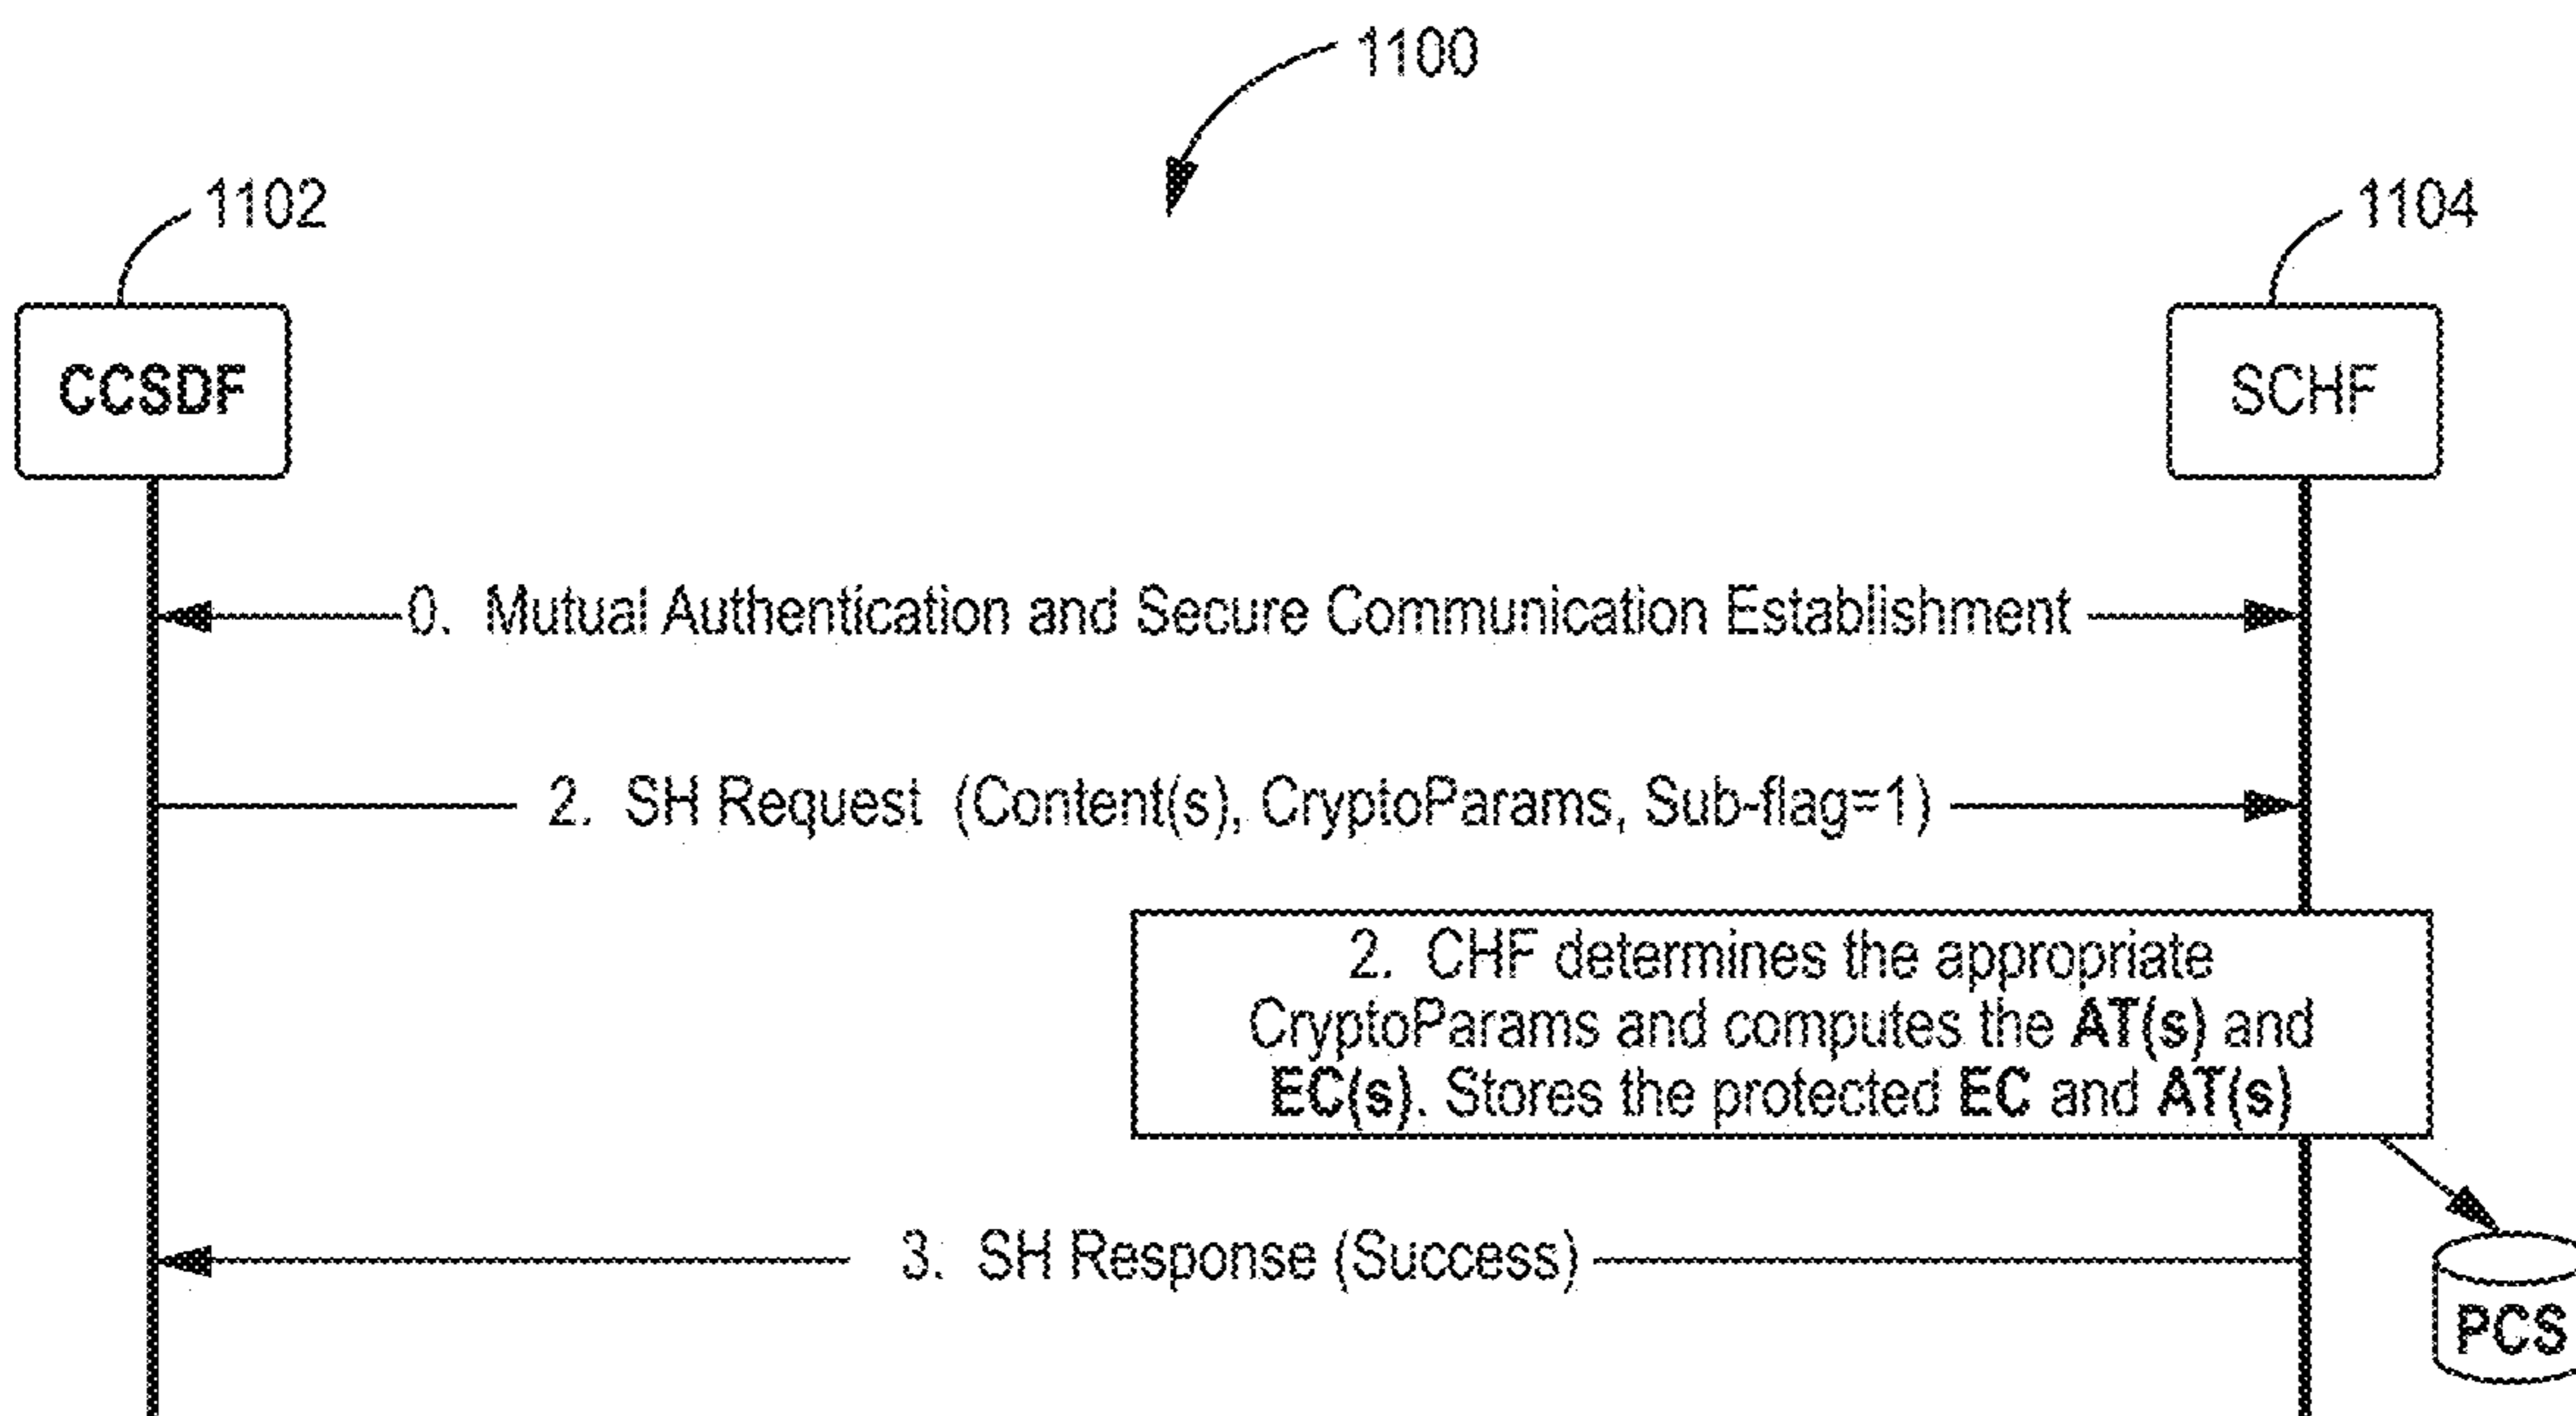 1100
1102
1104
CCSDF
SCHF
0. Mutual Authentication and Secure Communication Establishment
2. SH Request (Content(s), CryptoParams, Sub-flag=1)
2. CHF determines the appropriate
CryptoParams and computes the AT(s) and
EC(s). Stores the protected EC and AT(s)
3. SH Response (Success)
PCS